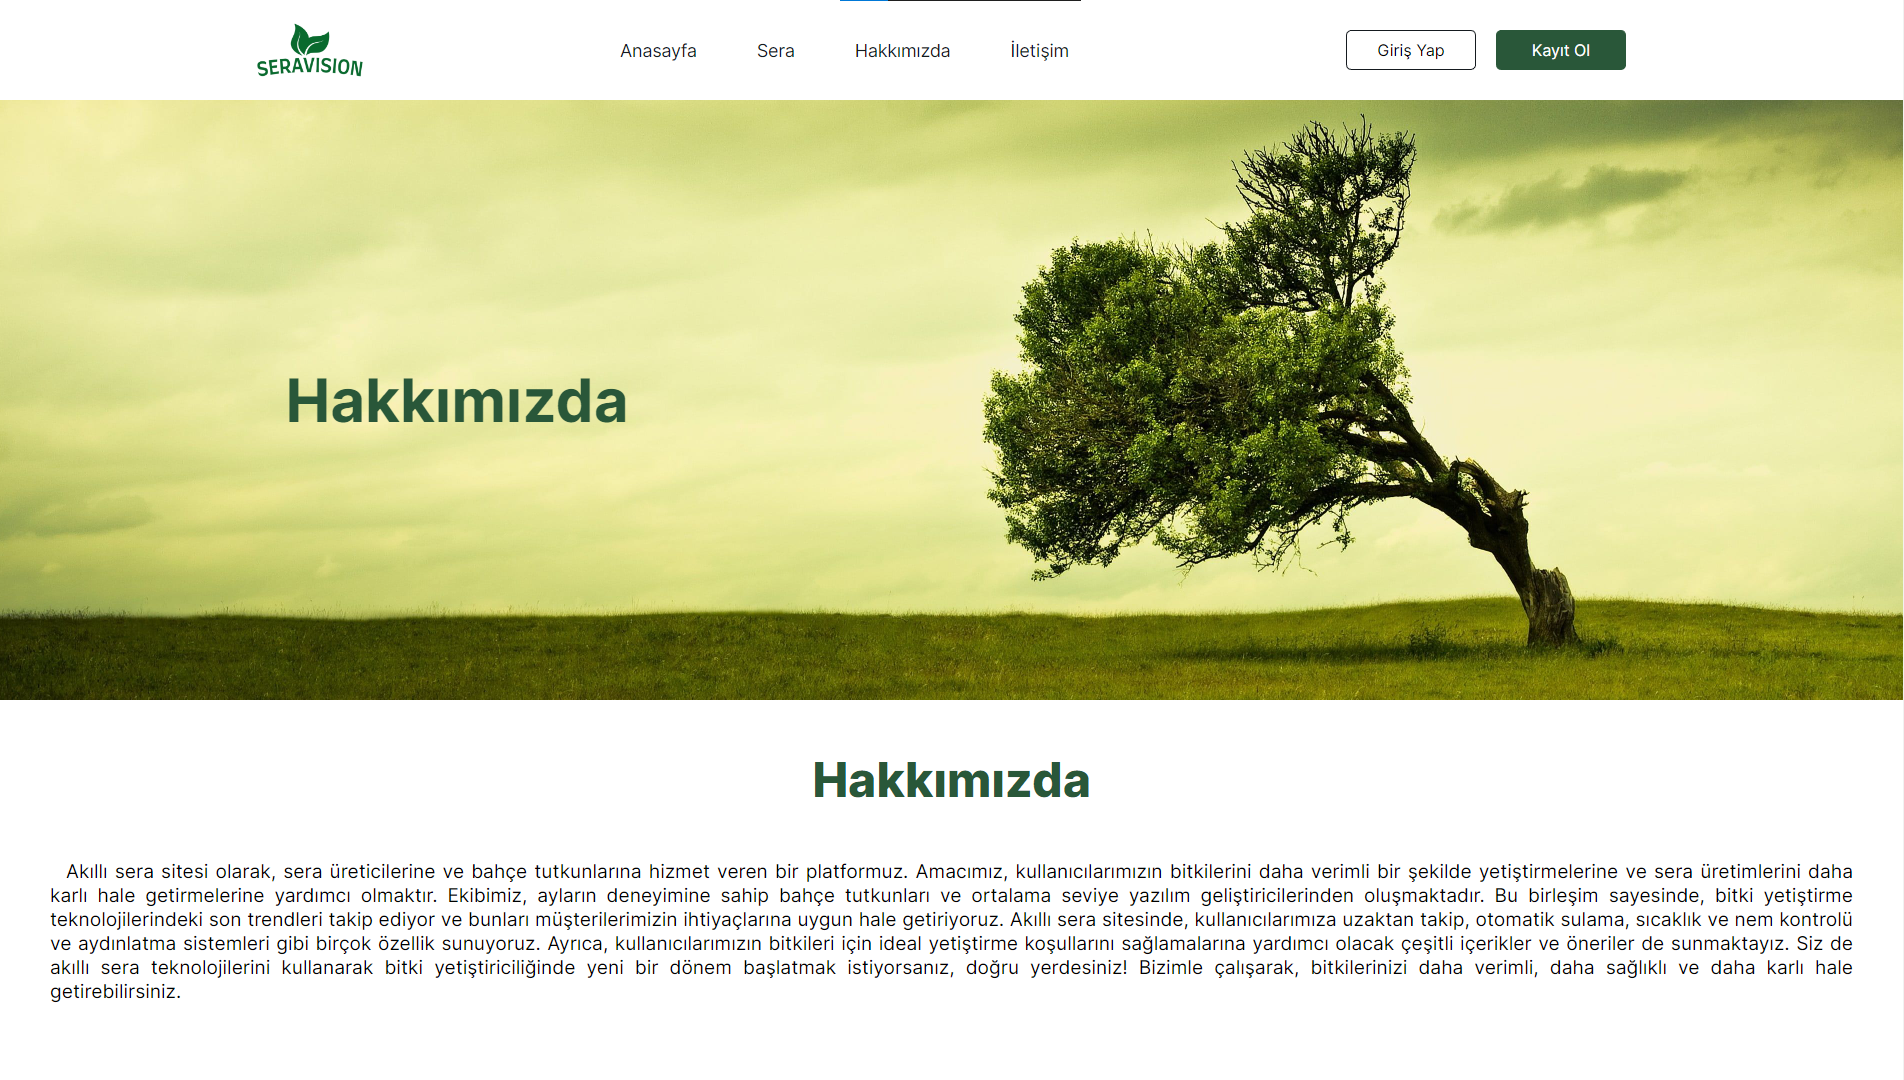 SERAVISION
Anasayfa
Sera
Hakkımızda
İletişim
Giriş Yap
Kayıt Ol
Hakkımızda
Hakkımızda
Akıllı sera sitesi olarak, sera üreticilerine ve bahçe tutkunlarına hizmet veren bir platformuz. Amacımız, kullanıcılarımızın bitkilerini daha verimli bir şekilde yetiştirmelerine ve sera üretimlerini daha
karlı hale getirmelerine yardımcı olmaktır. Ekibimiz, ayların deneyimine sahip bahçe tutkunları ve ortalama seviye yazılım geliştiricilerinden oluşmaktadır. Bu birleşim sayesinde, bitki yetiştirme
teknolojilerindeki son trendleri takip ediyor ve bunları müşterilerimizin ihtiyaçlarına uygun hale getiriyoruz. Akıllı sera sitesinde, kullanıcılarımıza uzaktan takip, otomatik sulama, sıcaklık ve nem kontrolü
ve aydınlatma sistemleri gibi birçok özellik sunuyoruz. Ayrıca, kullanıcılarımızın bitkileri için ideal yetiştirme koşullarını sağlamalarına yardımcı olacak çeşitli içerikler ve öneriler de sunmaktayız. Siz de
akıllı sera teknolojilerini kullanarak bitki yetiştiriciliğinde yeni bir dönem başlatmak istiyorsanız, doğru yerdesiniz! Bizimle çalışarak, bitkilerinizi daha verimli, daha sağlıklı ve daha karlı hale
getirebilirsiniz.